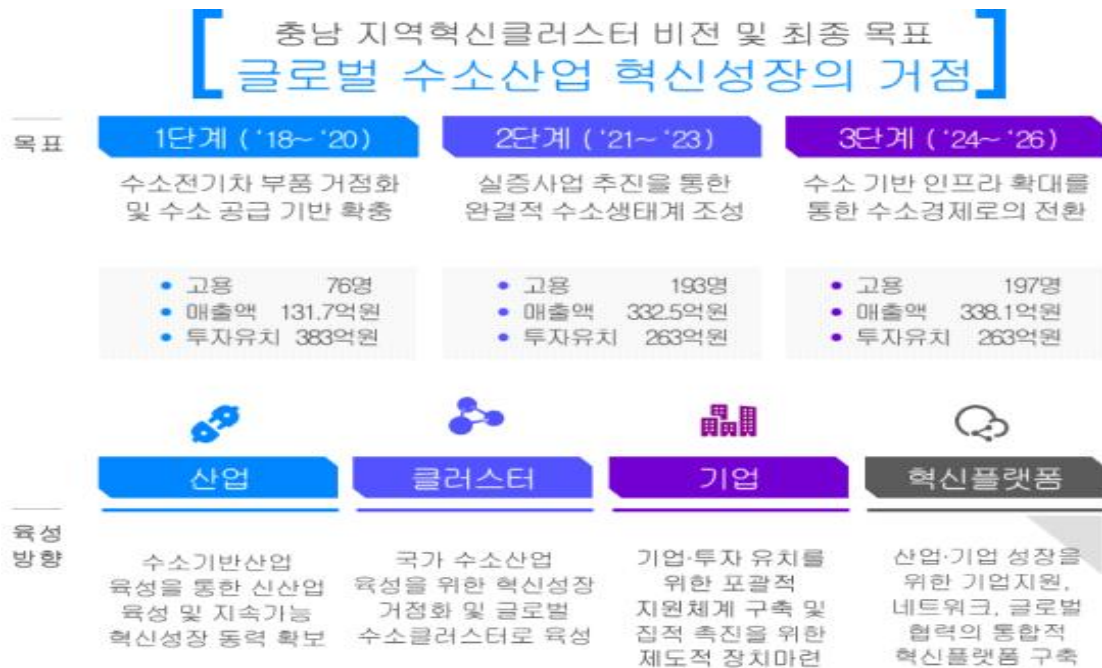 충남 지역혁신클러스터 비전 및 최종 목표
글로벌 수소산업 혁신성장의 거점
목표
1단계 ( ‘18~ ‘20)
수소전기차 부품 거점화
및 수소 공급 기반 확충
• 고용 76명
• 매출액 131.7억원
• 투자유치 383억원
2단계 ( ‘21~ ‘23)
실증사업 추진을 통한
완결적 수소생태계 조성
• 고용 193명
• 매출액 332.5억원
• 투자유치 263억원
3단계 ( ‘24~ ‘26)
수소 기반 인프라 확대를
통한 수소경제로의 전환
• 고용 197명
• 매출액 338.1억원
• 투자유치 263억원
육성
방향
산업
수소기반산업
육성을 통한 신산업
육성 및 지속가능
혁신성장 동력 확보
클러스터
국가 수소산업
육성을 위한 혁신성장
거점화 및 글로벌
수소클러스터로 육성
기업
기업·투자 유치를
위한 포괄적
지원체계 구축 및
집적 촉진을 위한
제도적 장치마련
혁신플랫폼
산업·기업 성장을
위한 기업지원,
네트워크, 글로벌
협력의 통합적
혁신플랫폼 구축